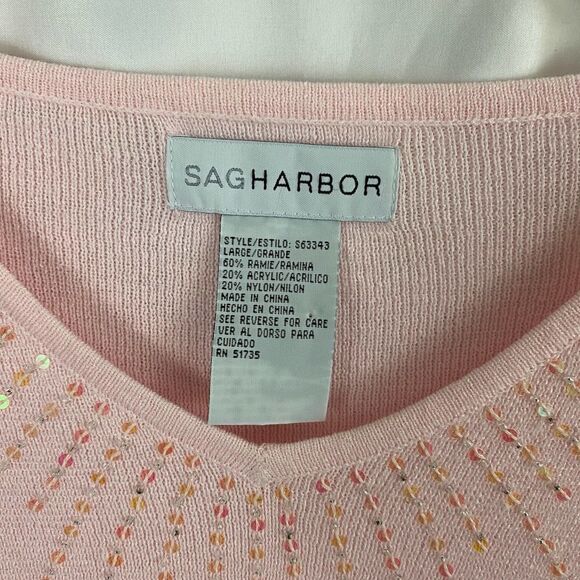 SAGHARBOR
STYLE/ESTILO: S63343
LARGE/GRANDE
60% RAMIE/RAMINA
20% ACRYLIC/ACRILICO
20% NYLON/NILON
MADE IN CHINA
HECHO EN CHINA
SEE REVERSE FOR CARE
VER AL DORSO PARA
CUIDADO
RN 51735